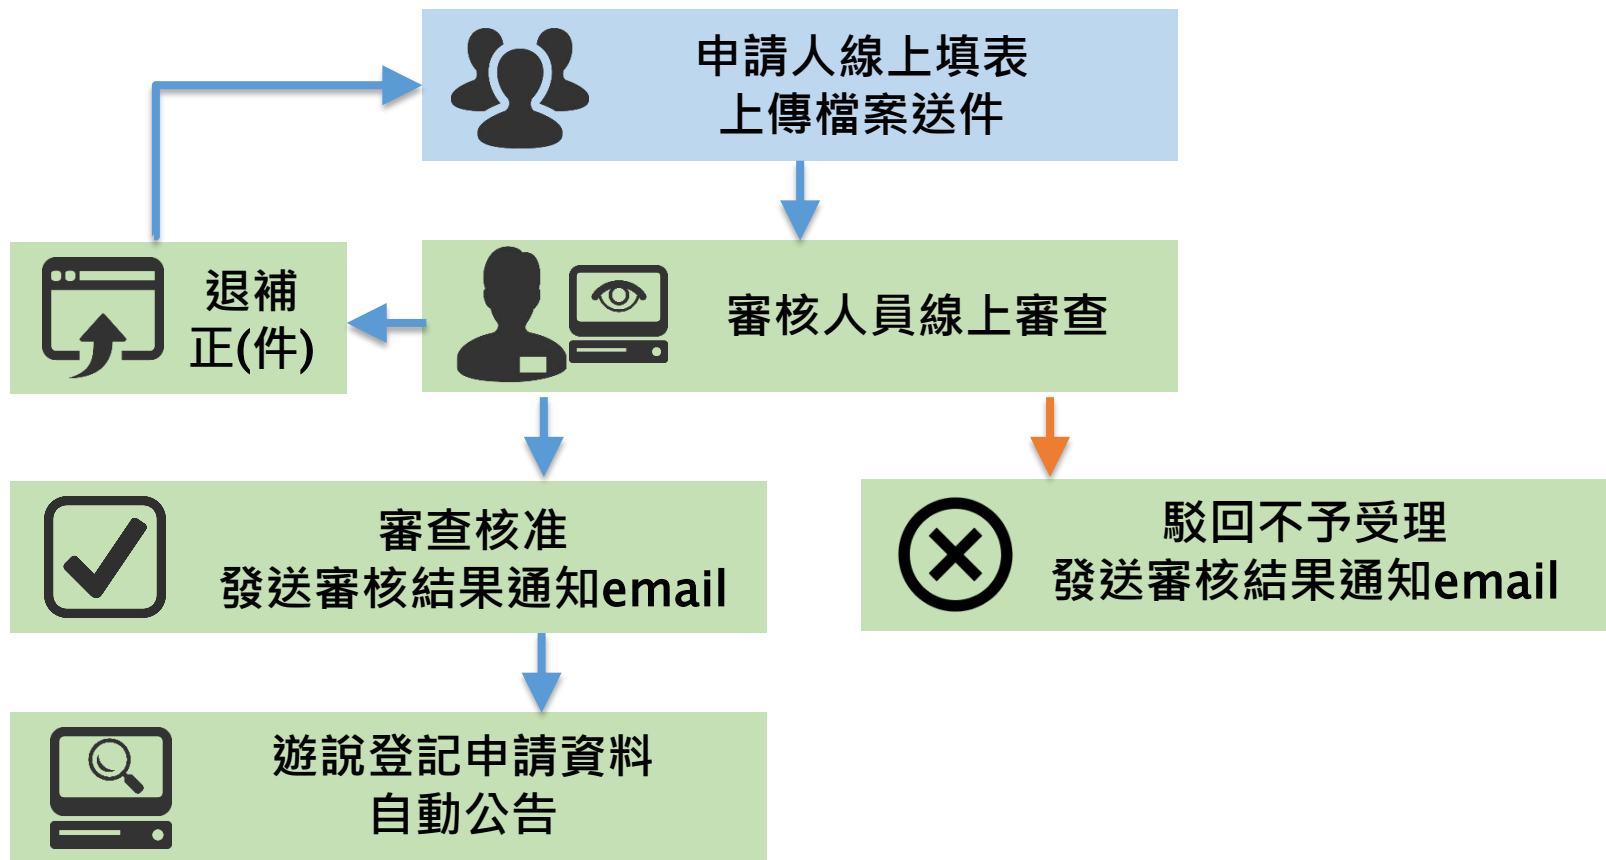 申請人線上填表
上傳檔案送件
退補
正(件)
審核人員線上審查
審查核准
發送審核結果通知email
駁回不予受理
發送審核結果通知email
遊說登記申請資料
自動公告